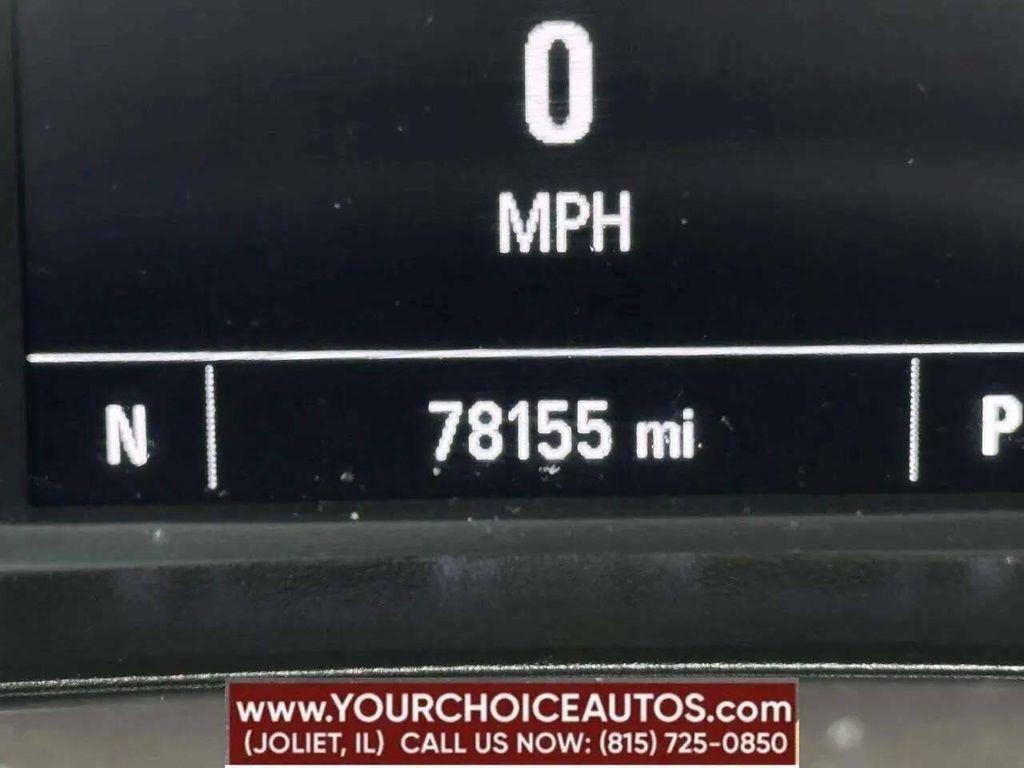 0
MPH
N 78155 mi P
www.YOURCHOICEAUTOS.com
(JOLIET, IL) CALL US NOW: (815) 725-0850